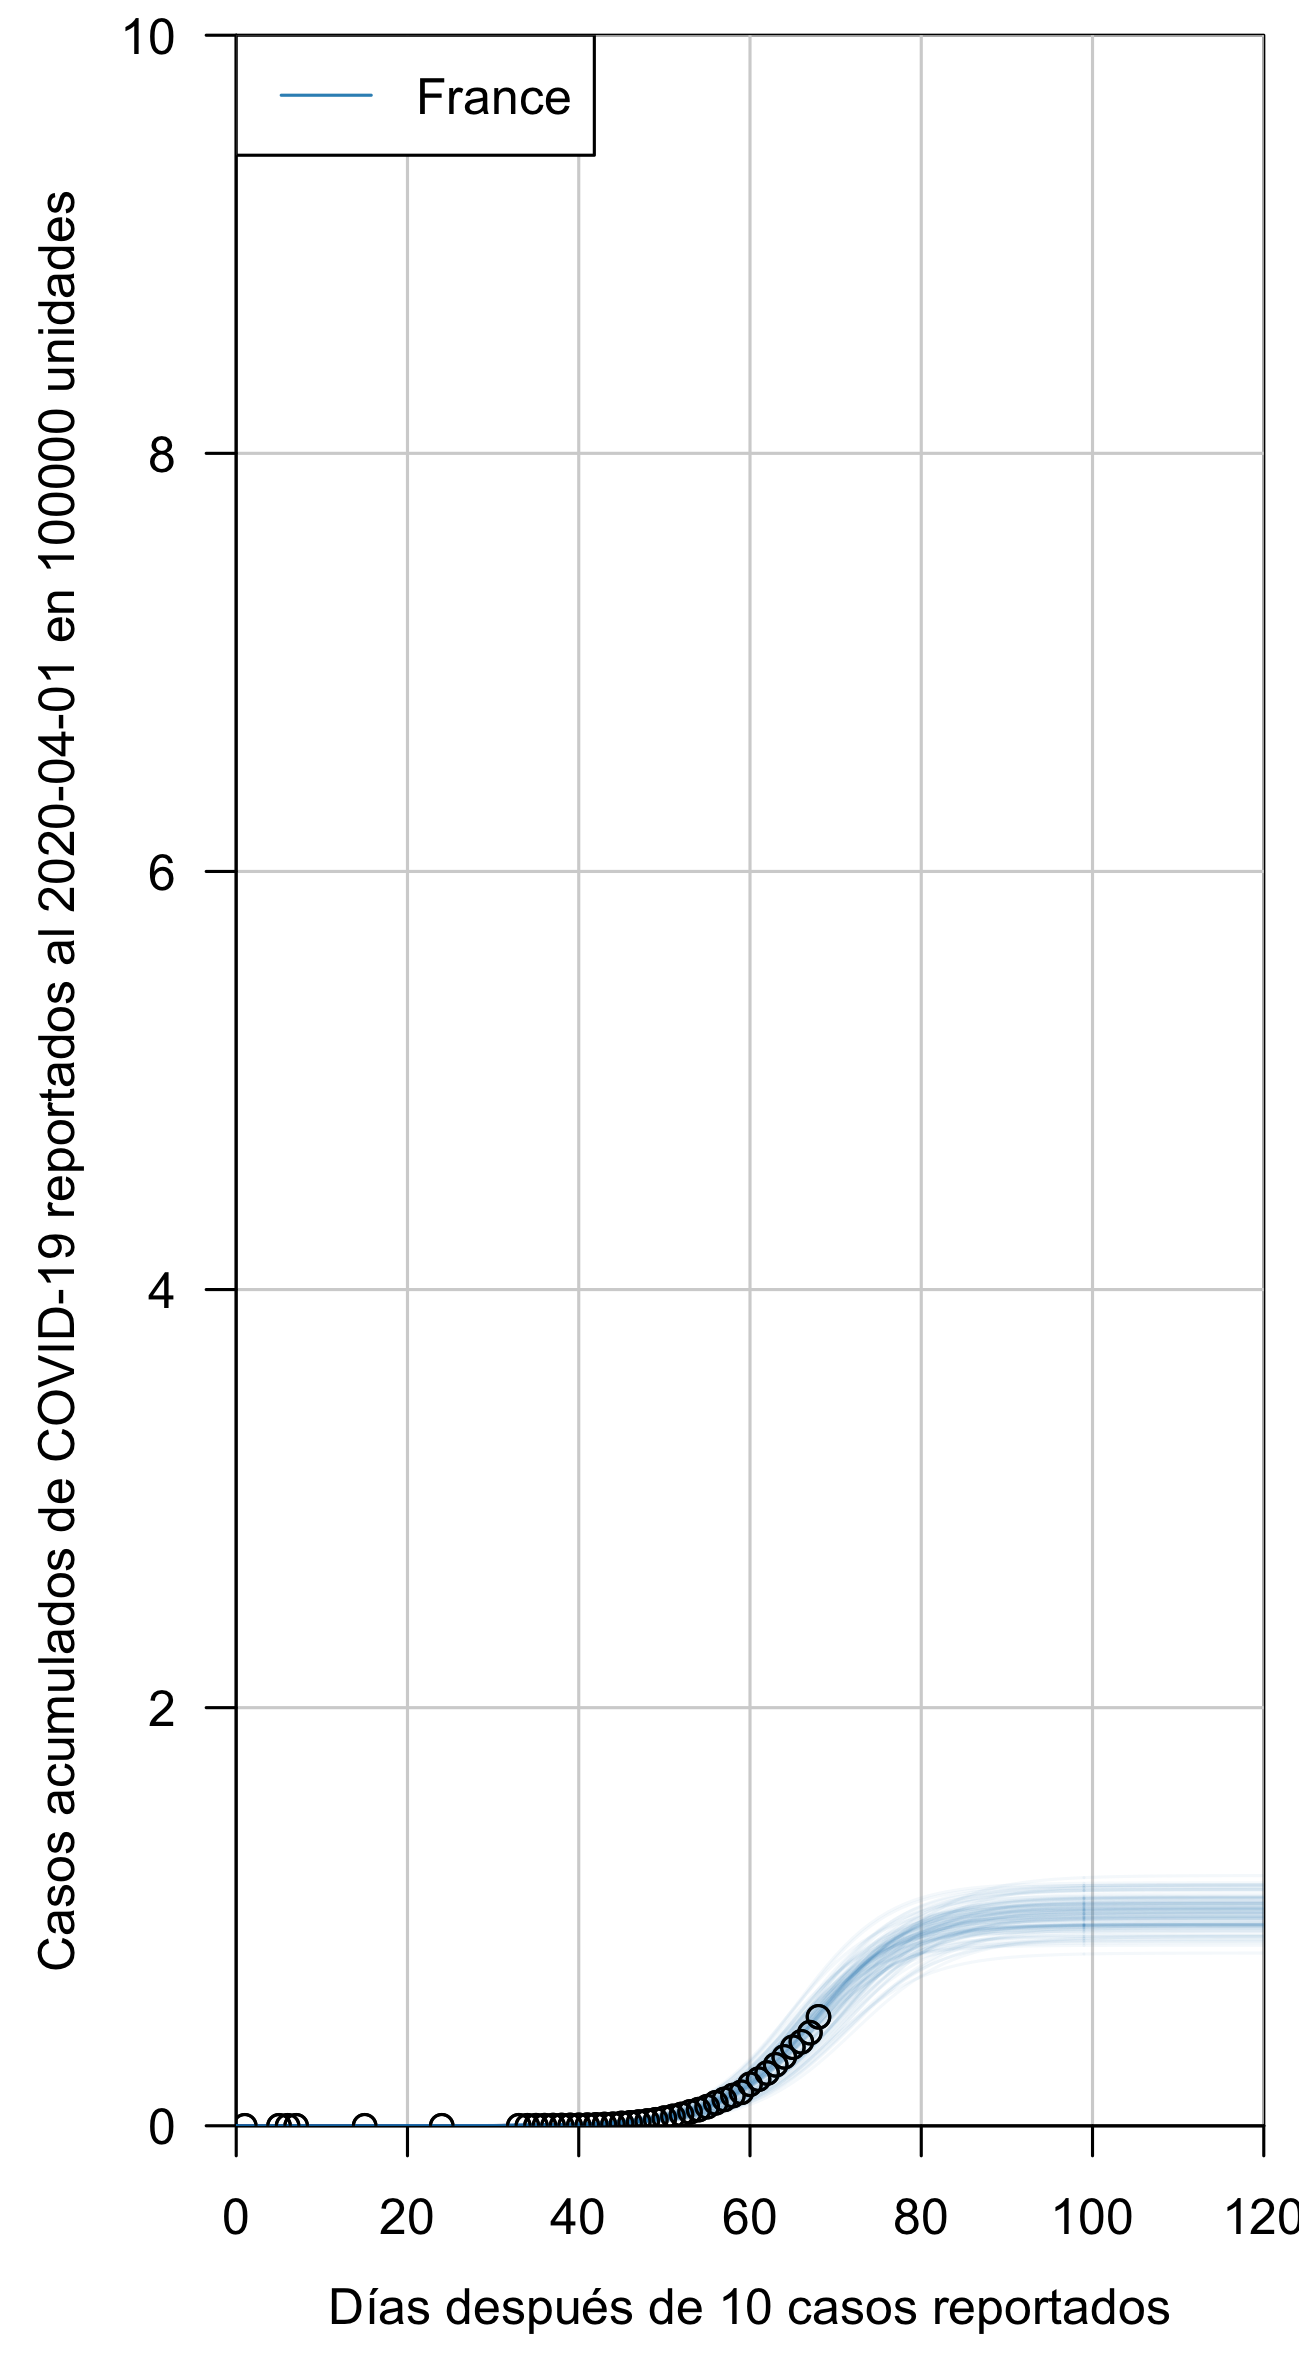 10
France
8
6
4
2
0
Casos acumulados de COVID-19 reportados al 2020-04-01 en 100000 unidades
0 20 40 60 80 100 120
Días después de 10 casos reportados